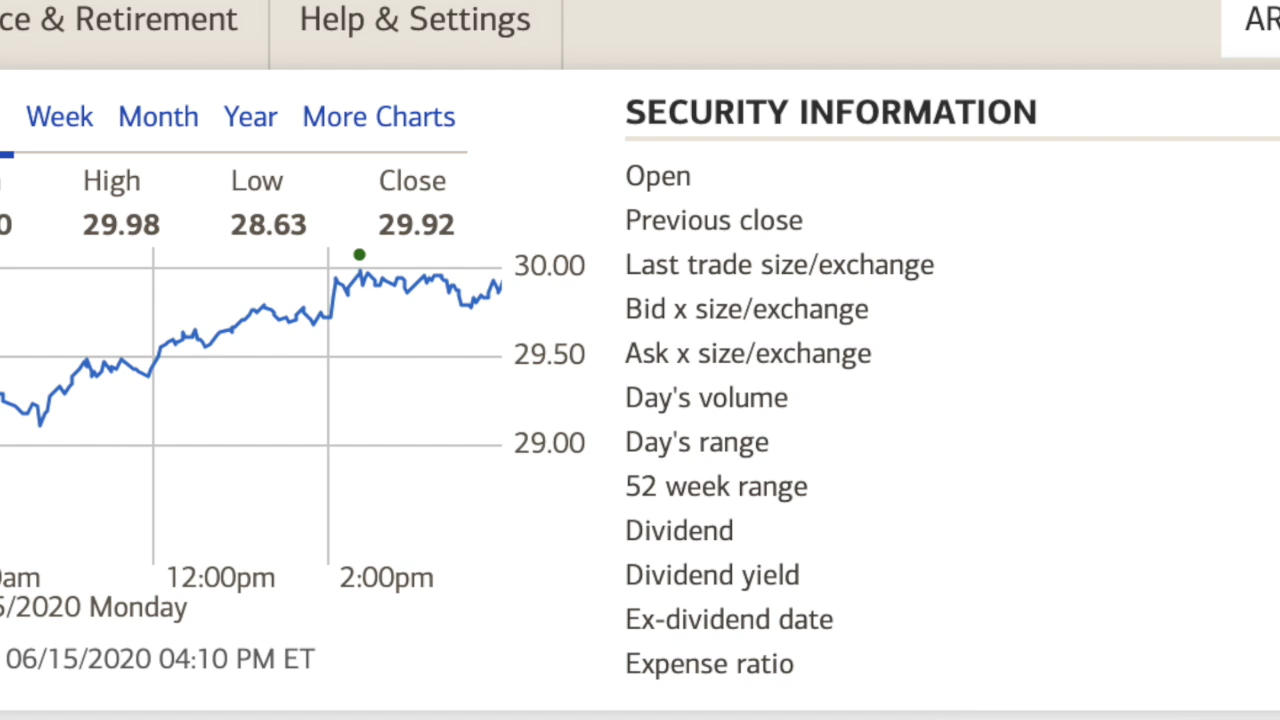 ce & Retirement
Help & Settings
AR
Week Month Year More Charts
High Low Close
0 29.98 28.63 29.92
30.00
29.50
29.00
0am 12:00pm 2:00pm
5/2020 Monday
06/15/2020 04:10 PM ET
SECURITY INFORMATION
Open
Previous close
Last trade size/exchange
Bid x size/exchange
Ask x size/exchange
Day's volume
Day's range
52 week range
Dividend
Dividend yield
Ex-dividend date
Expense ratio